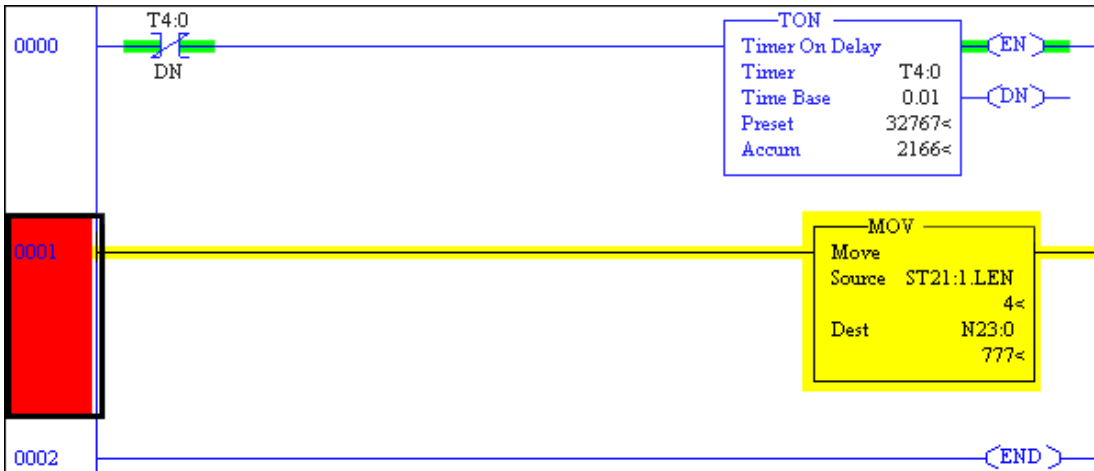 T4:0
0000
DN
TON
Timer On Delay
Timer T4:0
Time Base 0.01
Preset 32767<
Accum 2166<
EN
DN
0001
MOV
Move
Source ST21:1.LEN
4<
Dest N23:0
777<
0002
END